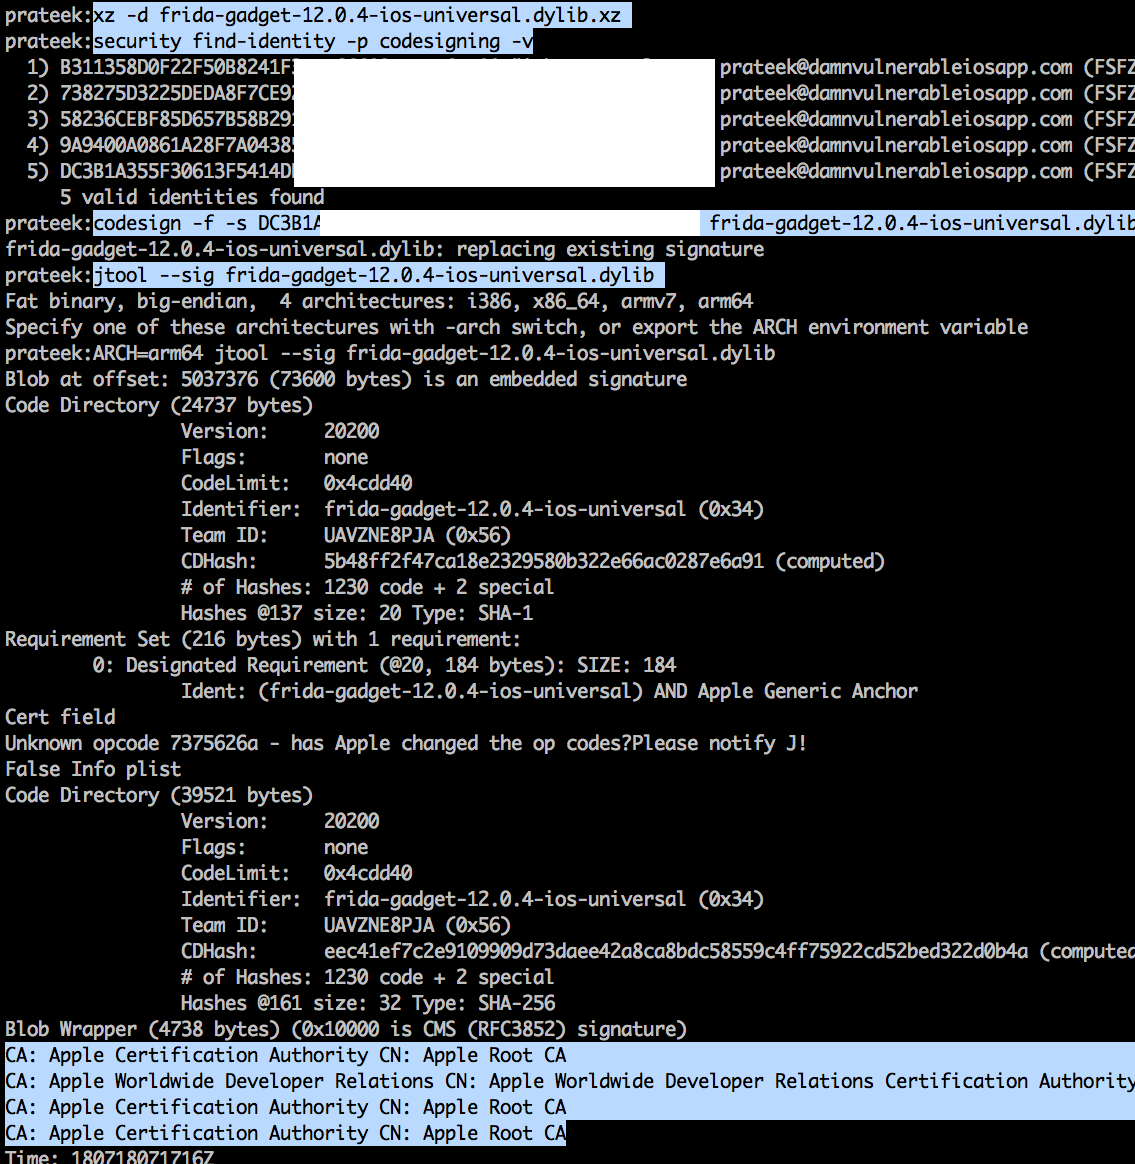 prateek:xz -d frida-gadget-12.0.4-ios-universal.dylib.xz
prateek:security find-identity -p codesigning -v
1) B311358D0F22F50B8241F prateek@damnvulnerableiosapp.com (FSFZ
2) 738275D3225DEDA8F7CE92 prateek@damnvulnerableiosapp.com (FSFZ
3) 58236CEBF85D657B58B29 prateek@damnvulnerableiosapp.com (FSFZ
4) 9A9400A0861A28F7A0438 prateek@damnvulnerableiosapp.com (FSFZ
5) DC3B1A355F30613F5414D prateek@damnvulnerableiosapp.com (FSFZ
5 valid identities found
prateek:codesign -f -s DC3B1A frida-gadget-12.0.4-ios-universal.dylib
frida-gadget-12.0.4-ios-universal.dylib: replacing existing signature
prateek:jtool --sig frida-gadget-12.0.4-ios-universal.dylib
Fat binary, big-endian,  4 architectures: i386, x86_64, armv7, arm64
Specify one of these architectures with -arch switch, or export the ARCH environment variable
prateek:ARCH=arm64 jtool --sig frida-gadget-12.0.4-ios-universal.dylib
Blob at offset: 5037376 (73600 bytes) is an embedded signature
Code Directory (24737 bytes)
Version:     20200
Flags:       none
CodeLimit:   0x4cdd40
Identifier:  frida-gadget-12.0.4-ios-universal (0x34)
Team ID:     UAVZNE8PJA (0x56)
CDHash:      5b48ff2f47ca18e2329580b322e66ac0287e6a91 (computed)
# of Hashes: 1230 code + 2 special
Hashes @137 size: 20 Type: SHA-1
Requirement Set (216 bytes) with 1 requirement:
0: Designated Requirement (@20, 184 bytes): SIZE: 184
Ident: (frida-gadget-12.0.4-ios-universal) AND Apple Generic Anchor
Cert field
Unknown opcode 7375626a - has Apple changed the op codes?Please notify J!
False Info plist
Code Directory (39521 bytes)
Version:     20200
Flags:       none
CodeLimit:   0x4cdd40
Identifier:  frida-gadget-12.0.4-ios-universal (0x34)
Team ID:     UAVZNE8PJA (0x56)
CDHash:      eec41ef7c2e9109909d73daee42a8ca8bdc58559c4ff75922cd52bed322d0b4a (computed
# of Hashes: 1230 code + 2 special
Hashes @161 size: 32 Type: SHA-256
Blob Wrapper (4738 bytes) (0x10000 is CMS (RFC3852) signature)
CA: Apple Certification Authority CN: Apple Root CA
CA: Apple Worldwide Developer Relations CN: Apple Worldwide Developer Relations Certification Authority
CA: Apple Certification Authority CN: Apple Root CA
CA: Apple Certification Authority CN: Apple Root CA
Time: 180718071716Z